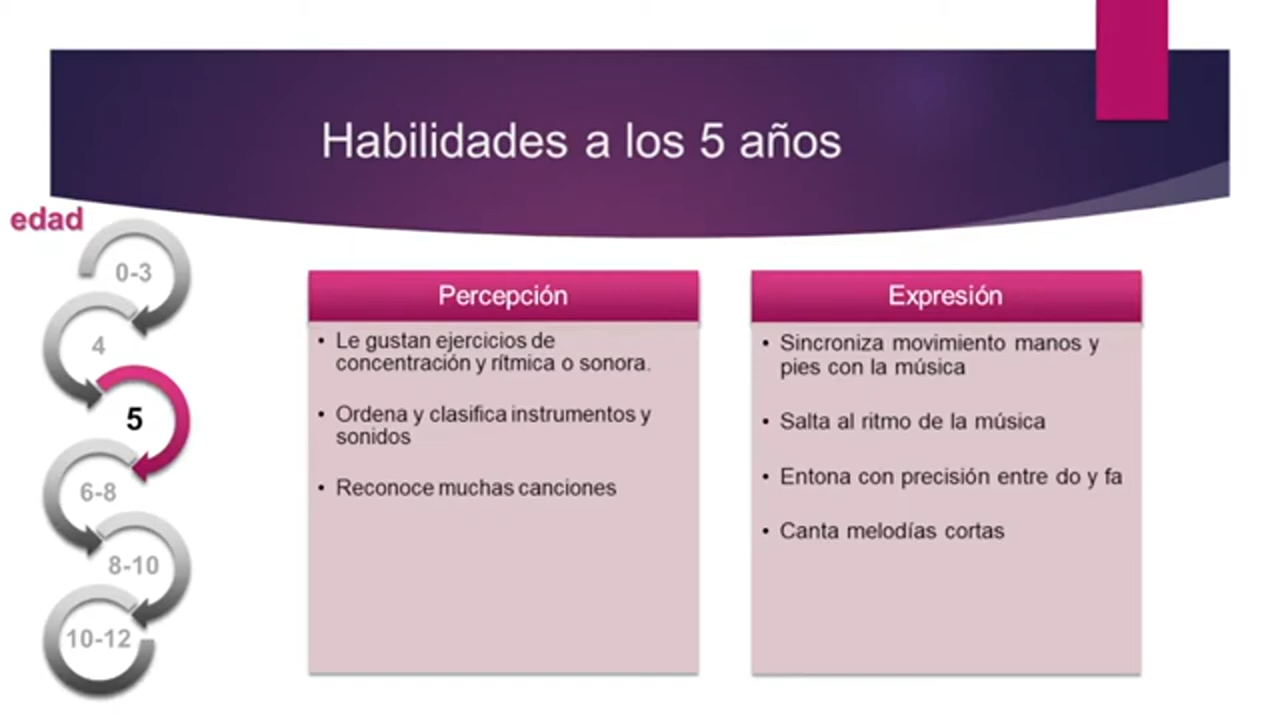 Habilidades a los 5 años
edad
0-3
4
5
6-8
8-10
10-12
Percepción
• Le gustan ejercicios de
concentración y rítmica o sonora.
• Ordena y clasifica instrumentos y
sonidos
• Reconoce muchas canciones
Expresión
• Sincroniza movimiento manos y
pies con la música
• Salta al ritmo de la música
• Entona con precisión entre do y fa
• Canta melodías cortas